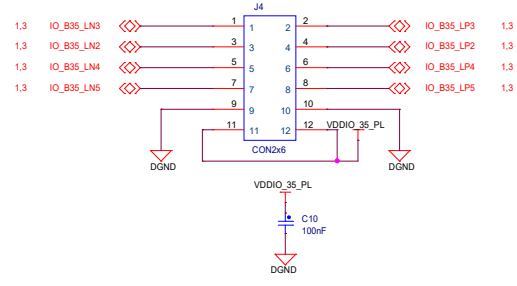 J4
1,3 IO_B35_LN3 1 1 2 2 IO_B35_LP3 1,3
1,3 IO_B35_LN2 3 3 4 4 IO_B35_LP2 1,3
1,3 IO_B35_LN4 5 5 6 6 IO_B35_LP4 1,3
1,3 IO_B35_LN5 7 7 8 8 IO_B35_LP5 1,3
9 9 10 10
11 11 12 12 VDDIO_35_PL
CON2x6
DGND DGND
VDDIO_35_PL
C10
100nF
DGND